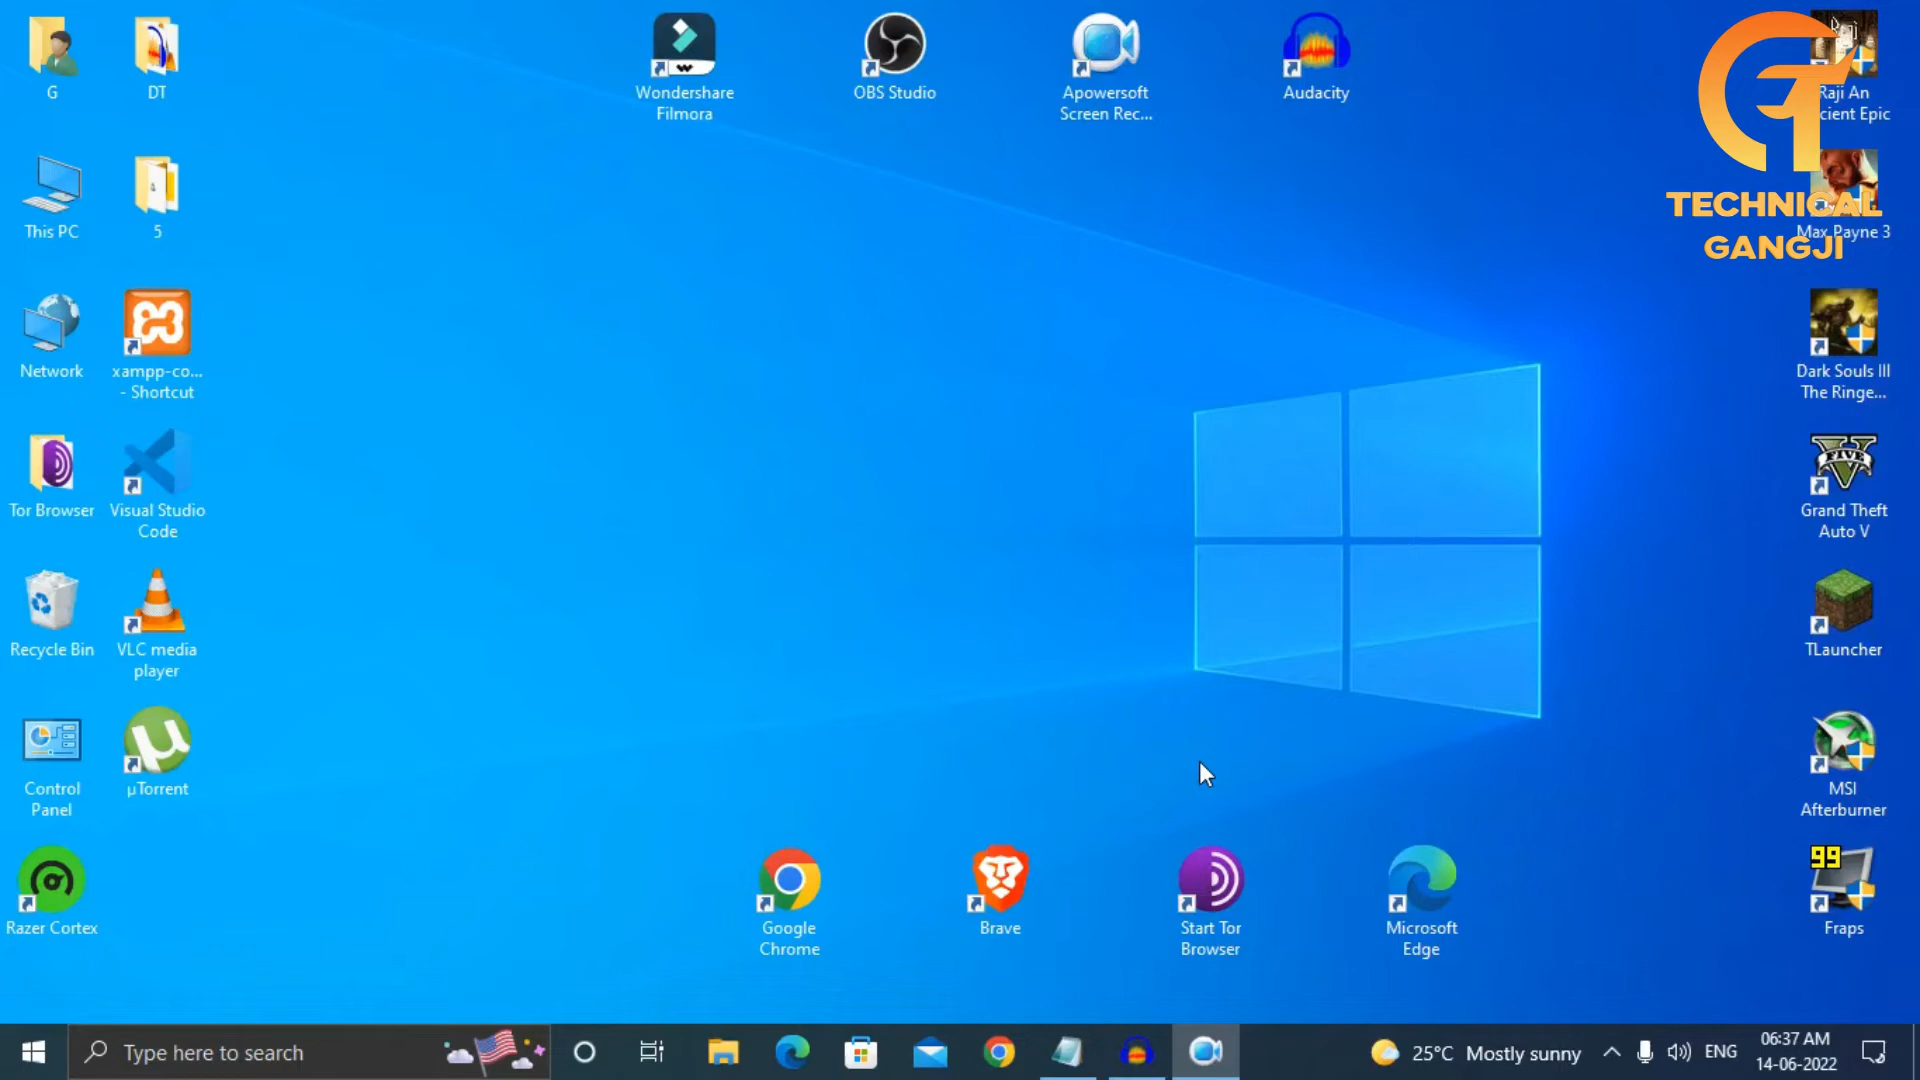 G
DT
Wondershare
Filmora
OBS Studio
Apowersoft
Screen Rec...
Audacity
Raji An
cient Epic
TECHNICAL
GANGJI
This PC
5
Max Payne 3
Network
xampp-co...
- Shortcut
Dark Souls III
The Ringe...
FIVE
Tor Browser
Visual Studio
Code
Grand Theft
Auto V
Recycle Bin
VLC media
player
TLauncher
Control
Panel
µTorrent
MSI
Afterburner
99
Razer Cortex
Google
Chrome
Brave
Start Tor
Browser
Microsoft
Edge
Fraps
Type here to search
25°C Mostly sunny
ENG
06:37 AM
14-06-2022